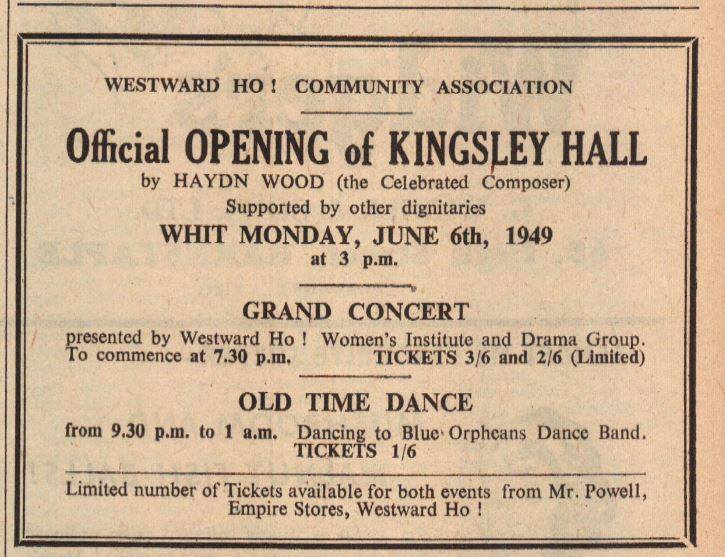 WESTWARD HO! COMMUNITY ASSOCIATION
Official OPENING of KINGSLEY HALL
by HAYDN WOOD (the Celebrated Composer)
Supported by other dignitaries
WHIT MONDAY, JUNE 6th, 1949
at 3 p.m.
GRAND CONCERT
presented by Westward Ho! Women's Institute and Drama Group.
To commence at 7.30 p.m. TICKETS 3/6 and 2/6 (Limited)
OLD TIME DANCE
from 9.30 p.m. to 1 a.m. Dancing to Blue Orpheans Dance Band.
TICKETS 1/6
Limited number of Tickets available for both events from Mr. Powell,
Empire Stores, Westward Ho!